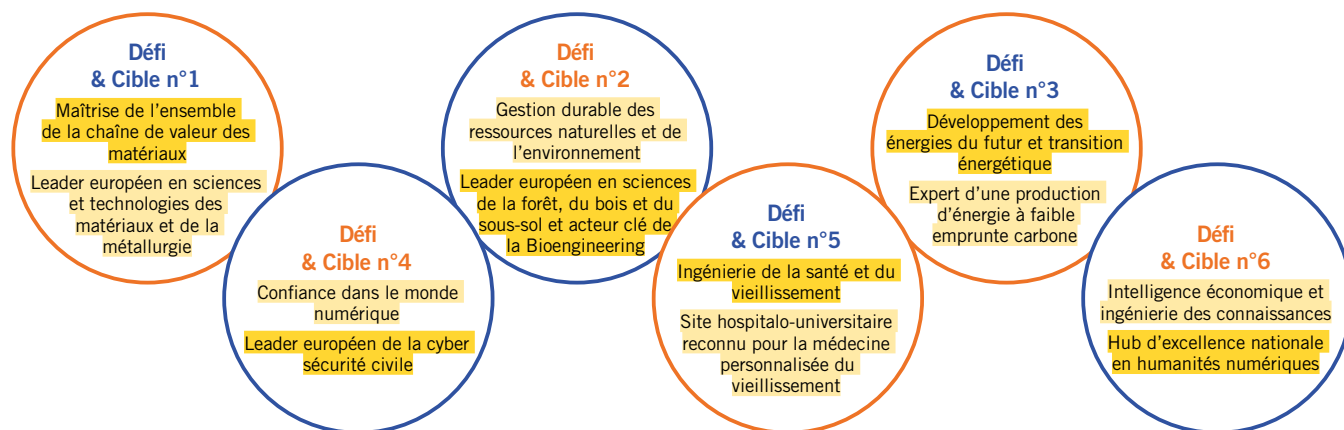 Défi
& Cible n°1
Maîtrise de l'ensemble
de la chaîne de valeur des
matériaux
Leader européen en sciences
et technologies des
matériaux et de la
métallurgie
Défi
& Cible n°2
Gestion durable des
ressources naturelles et de
l'environnement
Leader européen en sciences
de la forêt, du bois et du
sous-sol et acteur clé de
la Bioengineering
Défi
& Cible n°3
Développement des
énergies du futur et transition
énergétique
Expert d'une production
d'énergie à faible
emprunte carbone
Défi
& Cible n°4
Confiance dans le monde
numérique
Leader européen de la cyber
sécurité civile
Défi
& Cible n°5
Ingénierie de la santé et du
vieillissement
Site hospitalo-universitaire
reconnu pour la médecine
personnalisée du
vieillissement
Défi
& Cible n°6
Intelligence économique et
ingénierie des connaissances
Hub d'excellence nationale
en humanités numériques